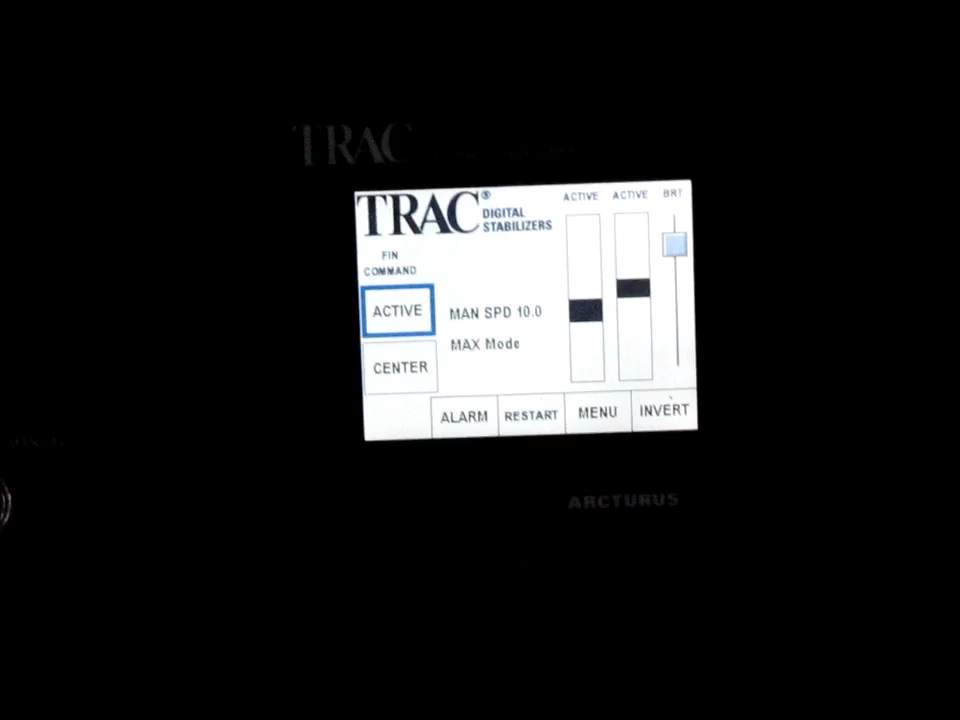 TRAC
TRAC®
DIGITAL
STABILIZERS
ACTIVE ACTIVE BRT
FIN
COMMAND
ACTIVE
MAN SPD 10.0
MAX Mode
CENTER
ALARM RESTART MENU INVERT
ARCTURUS